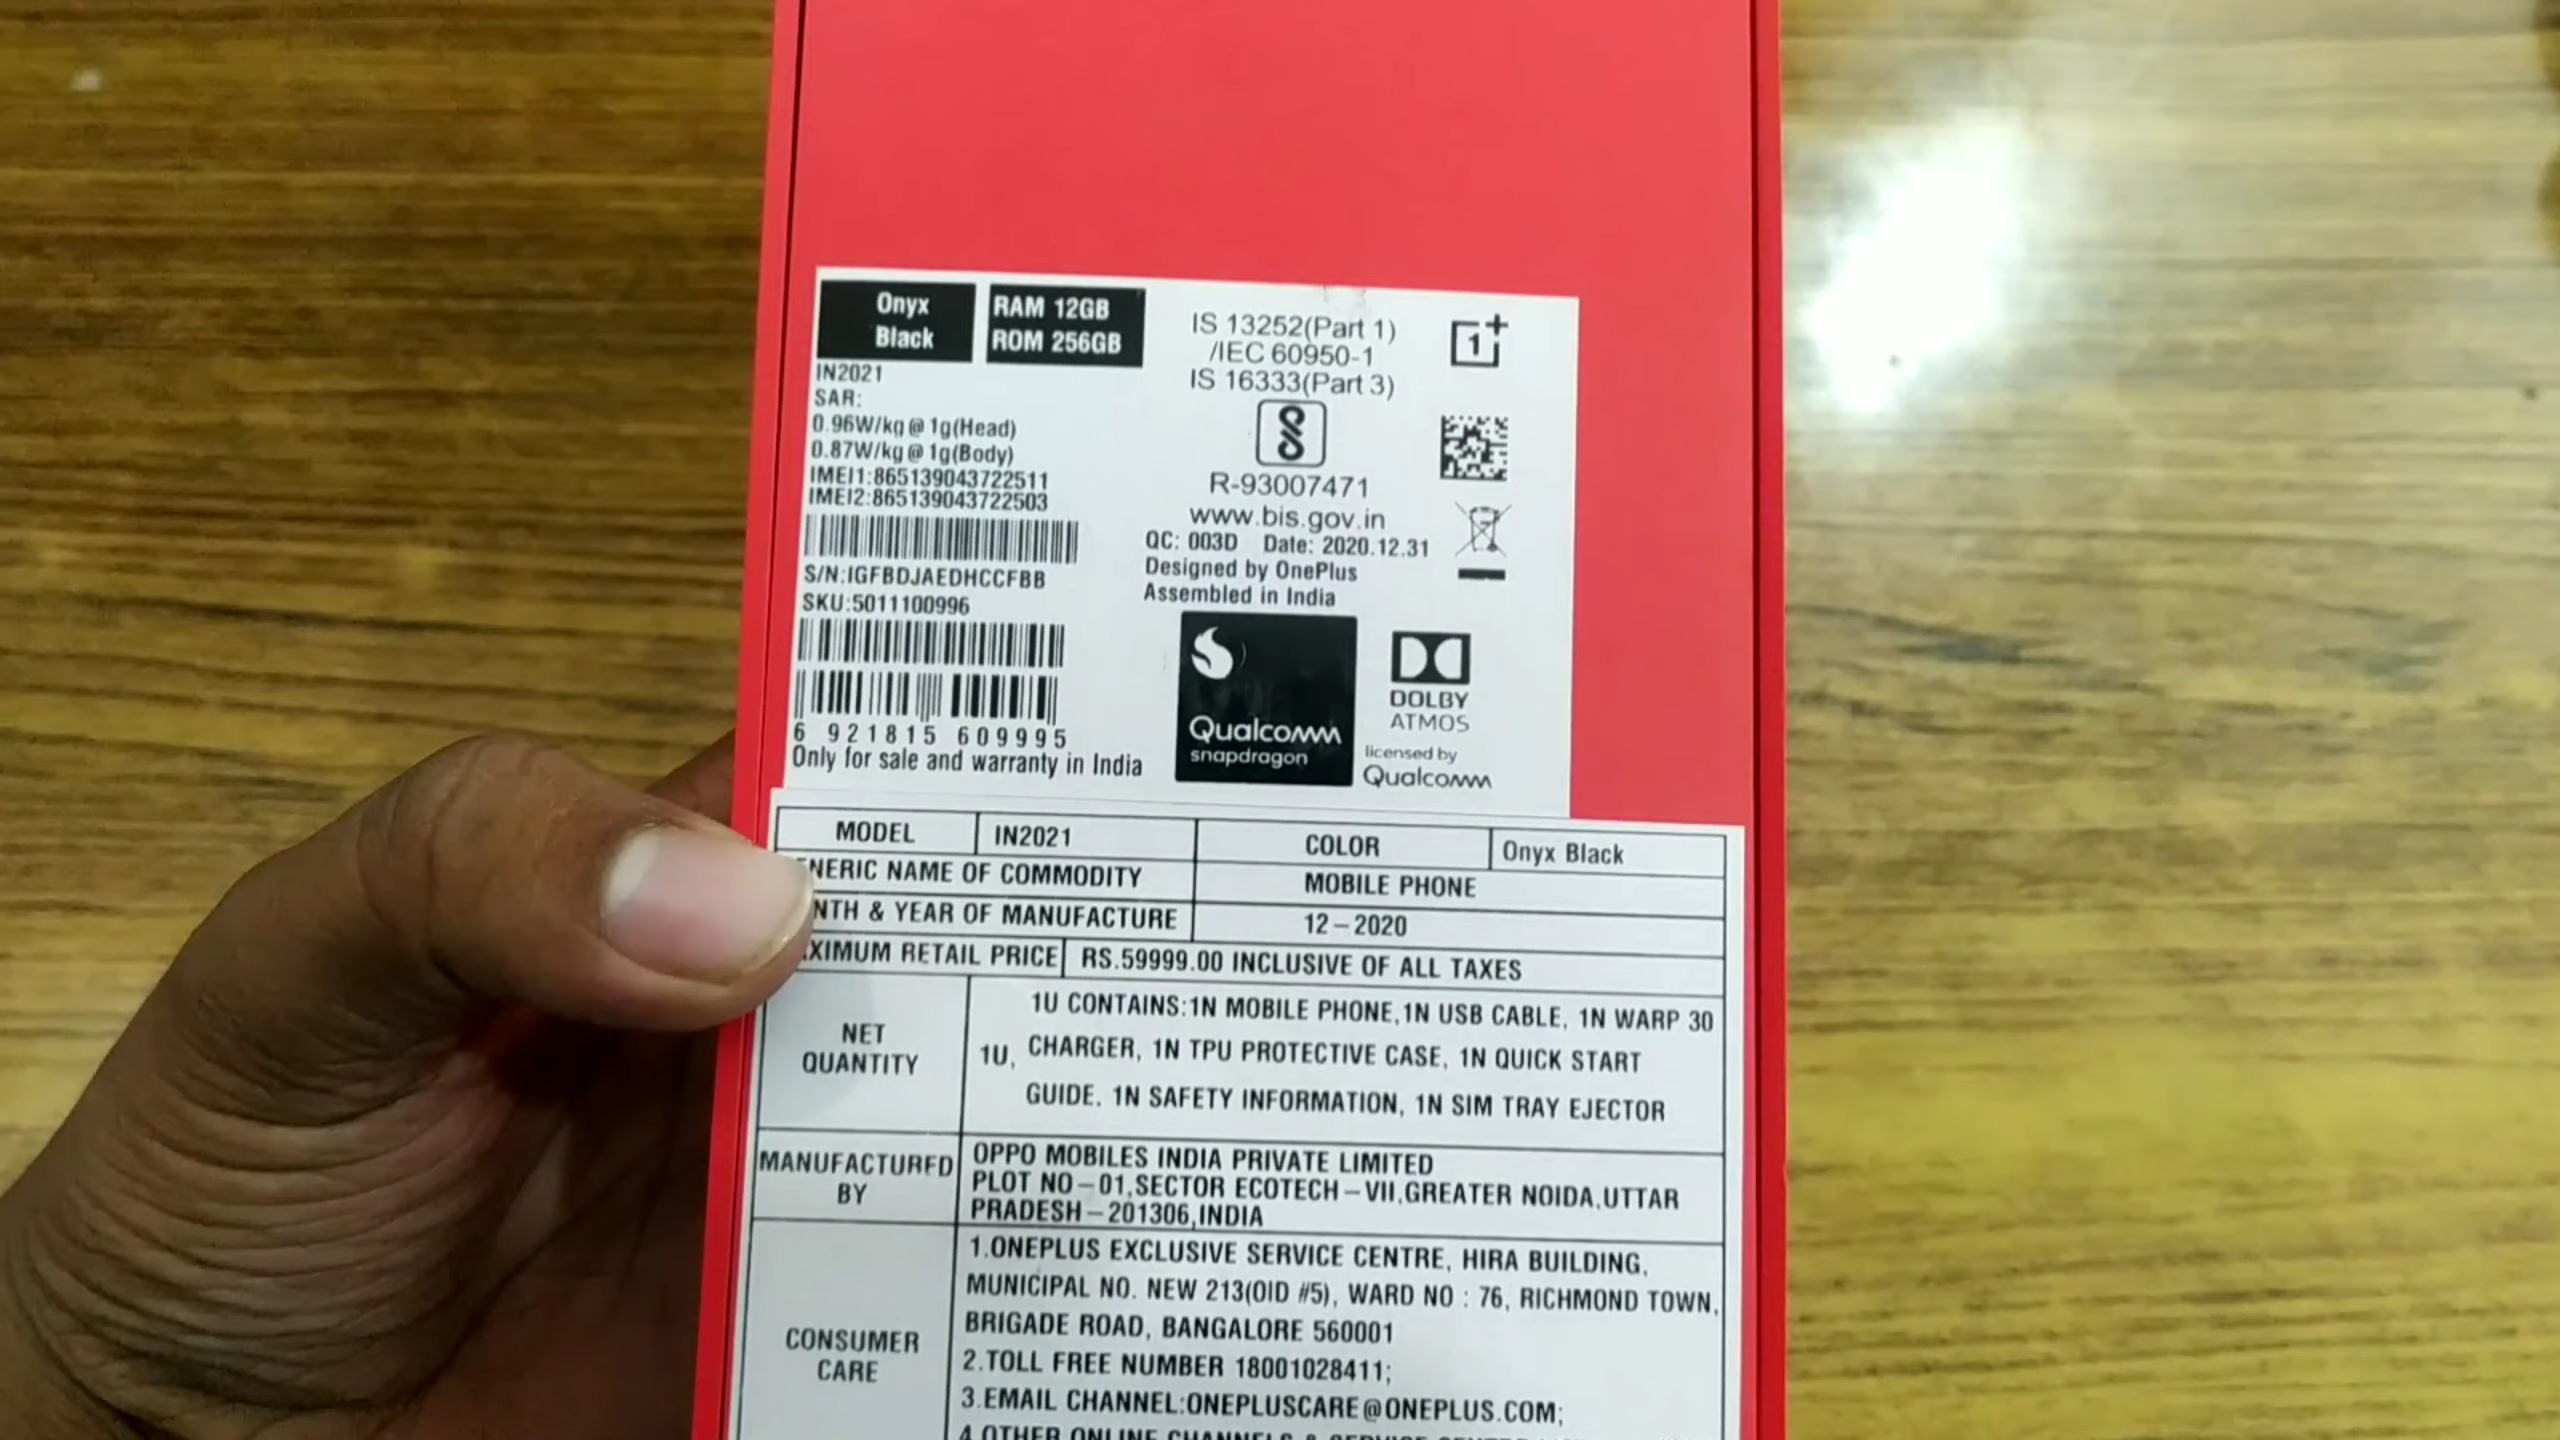 Onyx
Black
RAM 12GB
ROM 256GB
IN2021
SAR:
0.96W/kg@1g(Head)
0.87W/kg@1g(Body)
IMEI1:865139043722511
IMEI2:865139043722503
S/N:IGFBDJAEDHCCFBB
SKU:5011100996
6 921815 609995
Only for sale and warranty in India
IS 13252(Part 1)
/IEC 60950-1
IS 16333(Part 3)
R-93007471
www.bis.gov.in
QC: 003D Date: 2020.12.31
Designed by OnePlus
Assembled in India
1+
Qualcomm
snapdragon
DOLBY
ATMOS
licensed by
Qualcomm
MODEL IN2021 COLOR Onyx Black
NERIC NAME OF COMMODITY MOBILE PHONE
NTH & YEAR OF MANUFACTURE 12-2020
XIMUM RETAIL PRICE RS.59999.00 INCLUSIVE OF ALL TAXES
NET
QUANTITY
1U CONTAINS:1N MOBILE PHONE,1N USB CABLE, 1N WARP 30
1U, CHARGER, 1N TPU PROTECTIVE CASE, 1N QUICK START
GUIDE, 1N SAFETY INFORMATION, 1N SIM TRAY EJECTOR
MANUFACTURED
BY
OPPO MOBILES INDIA PRIVATE LIMITED
PLOT NO-01,SECTOR ECOTECH-VII,GREATER NOIDA,UTTAR
PRADESH-201306,INDIA
CONSUMER
CARE
1.ONEPLUS EXCLUSIVE SERVICE CENTRE, HIRA BUILDING,
MUNICIPAL NO. NEW 213(OID #5), WARD NO : 76, RICHMOND TOWN,
BRIGADE ROAD, BANGALORE 560001
2.TOLL FREE NUMBER 18001028411;
3.EMAIL CHANNEL:ONEPLUSCARE@ONEPLUS.COM;
4.OTHER ONLINE CHANNELS & SERVICE